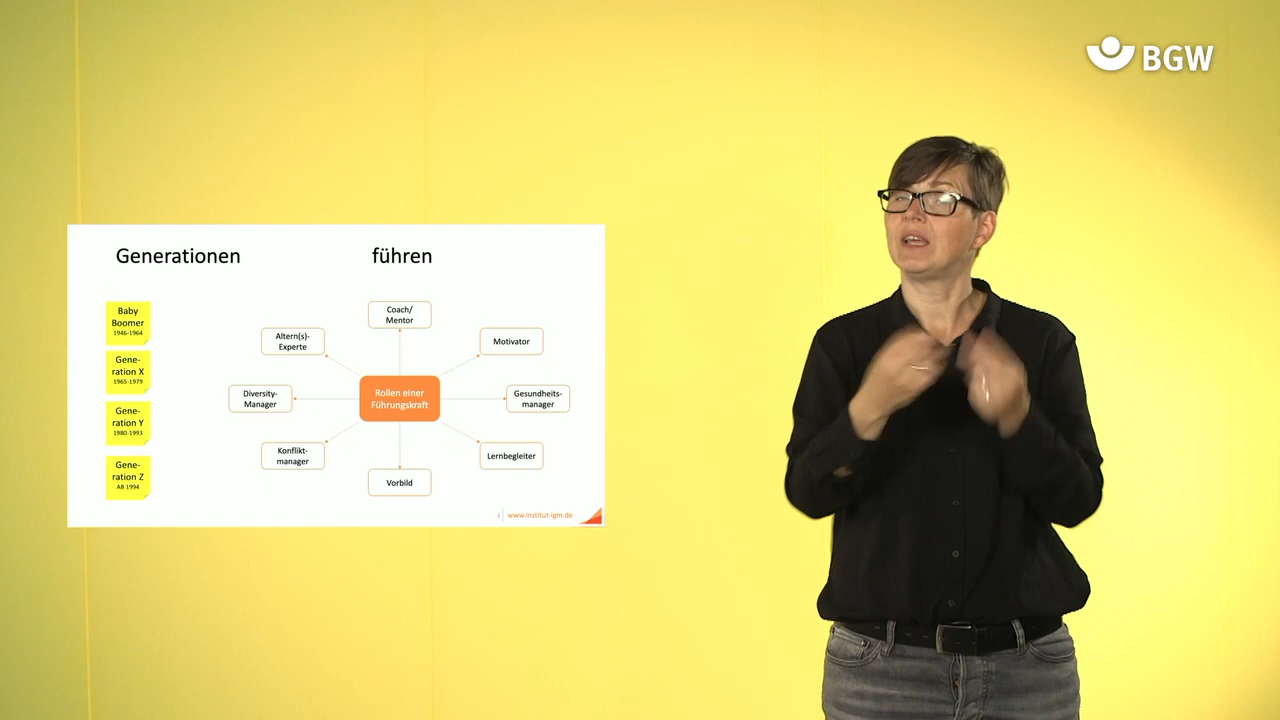 BGW
Generationen führen
Baby
Boomer
1946-1964
Gene-
ration X
1965-1979
Gene-
ration Y
1980-1993
Gene-
ration Z
AB 1994
Coach/
Mentor
Altern(s)-
Experte
Motivator
Diversity-
Manager
Rollen einer
Führungskraft
Gesundheits-
manager
Konflikt-
manager
Lernbegleiter
Vorbild
3 www.institut-igm.de